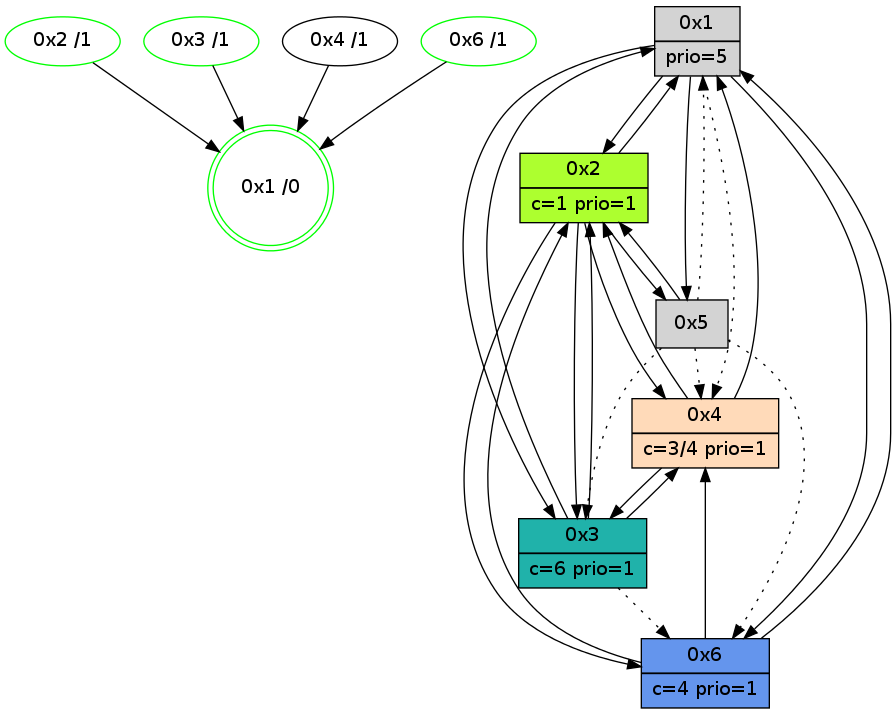 0x2 /1
0x3 /1
0x4 /1
0x6 /1
0x1 /0
0x1
prio=5
0x2
c=1 prio=1
0x5
0x4
c=3/4 prio=1
0x3
c=6 prio=1
0x6
c=4 prio=1